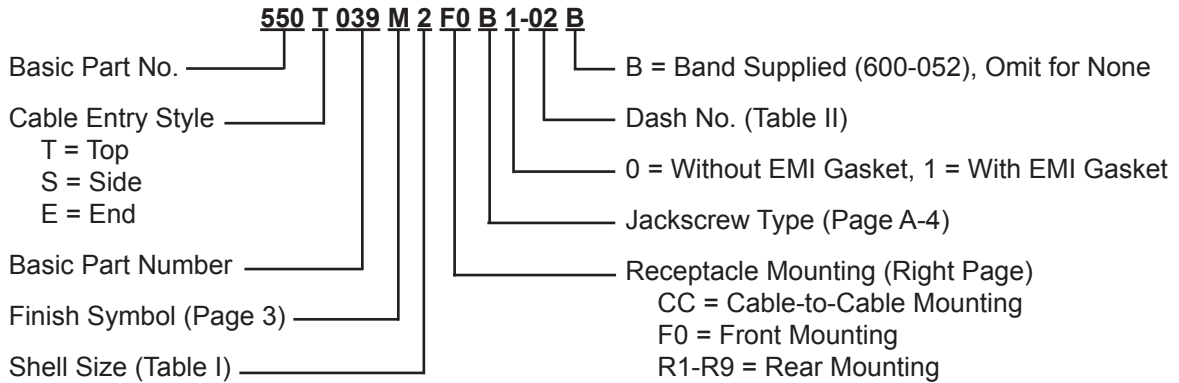 550 T 039 M 2 F0 B 1-02 B
Basic Part No.
Cable Entry Style
T = Top
S = Side
E = End
Basic Part Number
Finish Symbol (Page 3)
Shell Size (Table I)
B = Band Supplied (600-052), Omit for None
Dash No. (Table II)
0 = Without EMI Gasket, 1 = With EMI Gasket
Jackscrew Type (Page A-4)
Receptacle Mounting (Right Page)
CC = Cable-to-Cable Mounting
F0 = Front Mounting
R1-R9 = Rear Mounting